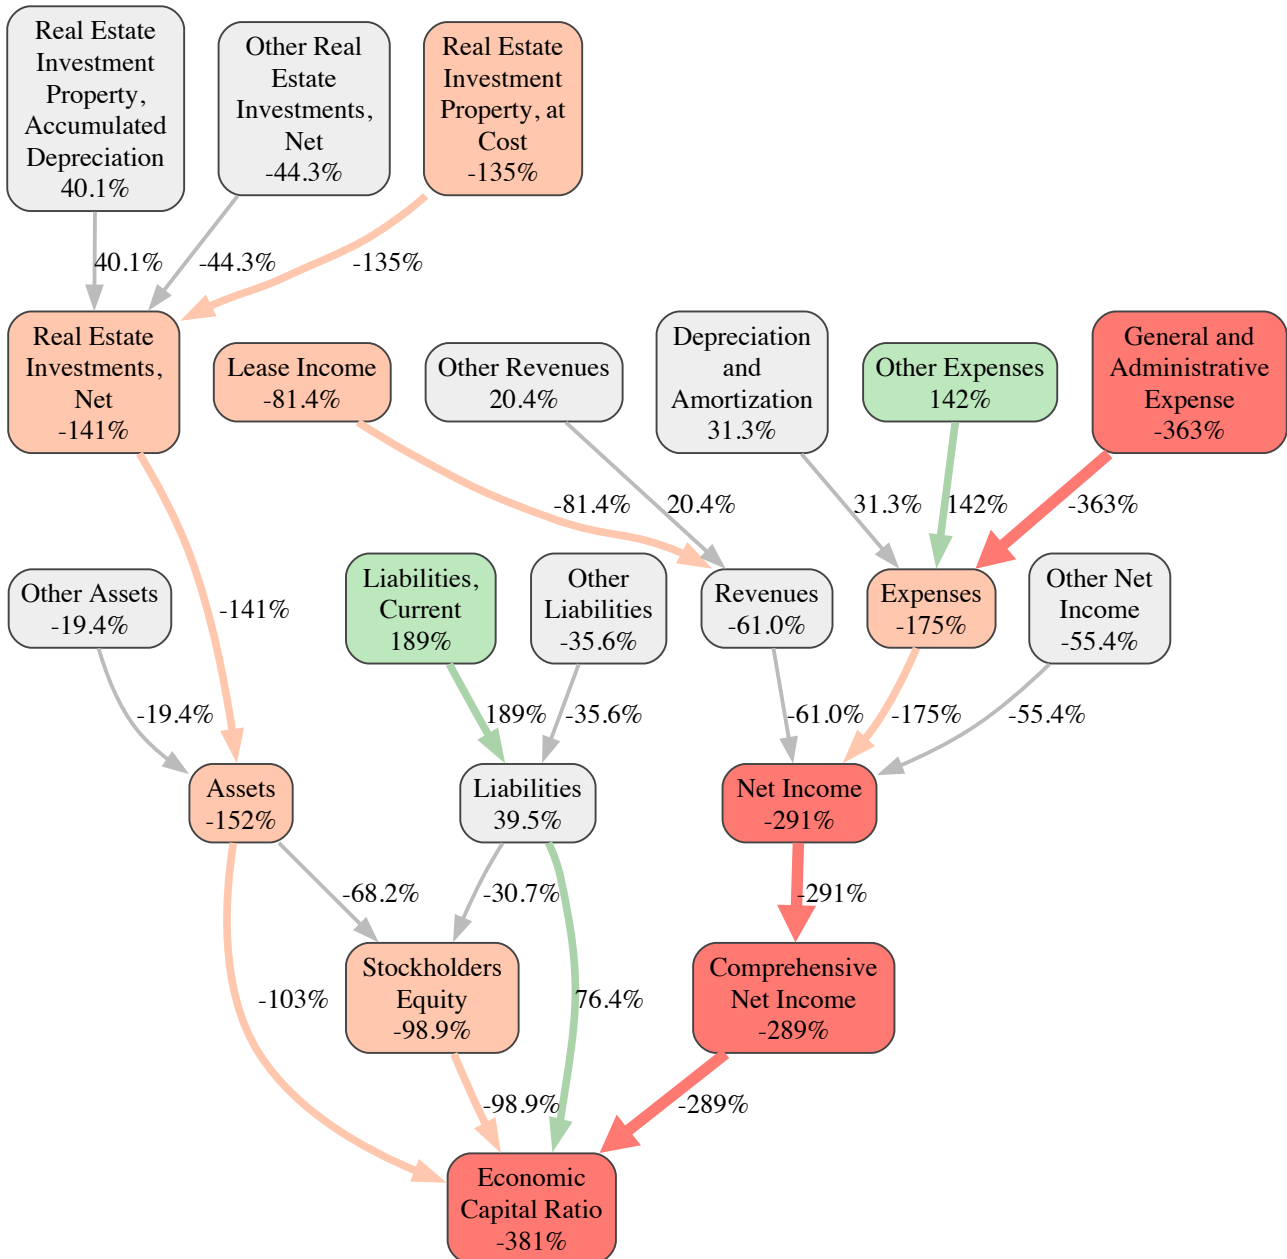 Real Estate
Investment
Property,
Accumulated
Depreciation
40.1%
Other Real
Estate
Investments,
Net
-44.3%
Real Estate
Investment
Property, at
Cost
-135%
40.1%
-44.3%
-135%
Real Estate
Investments,
Net
-141%
Lease Income
-81.4%
Other Revenues
20.4%
Depreciation
and
Amortization
31.3%
Other Expenses
142%
General and
Administrative
Expense
-363%
-81.4%
20.4%
31.3%
142%
-363%
Other Assets
-19.4%
-141%
Liabilities,
Current
189%
Other
Liabilities
-35.6%
Revenues
-61.0%
Expenses
-175%
Other Net
Income
-55.4%
-19.4%
189%
-35.6%
-61.0%
-175%
-55.4%
Assets
-152%
Liabilities
39.5%
Net Income
-291%
-68.2%
-30.7%
-291%
-103%
Stockholders
Equity
-98.9%
76.4%
Comprehensive
Net Income
-289%
-98.9%
-289%
Economic
Capital Ratio
-381%